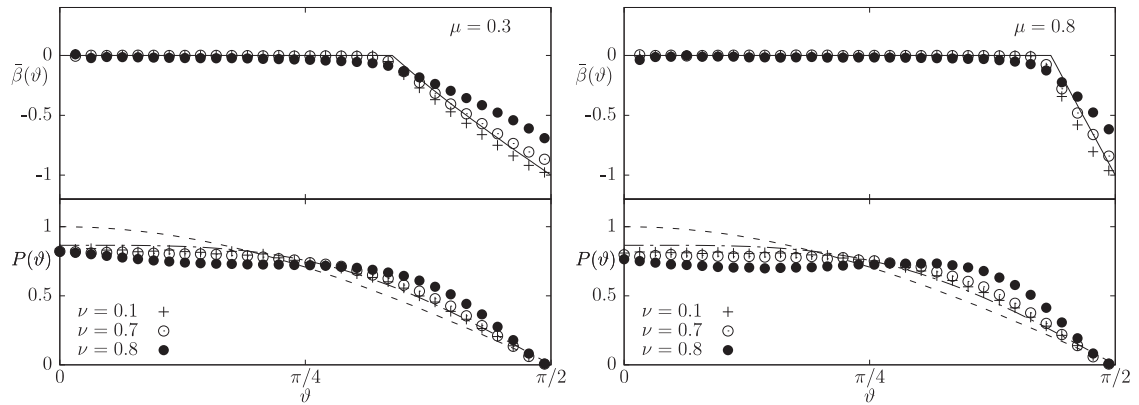 μ = 0.3
0
β̄(ϑ)
-0.5
-1
1
P(ϑ)
0.5
ν = 0.1
ν = 0.7
ν = 0.8
0
0
π/4
π/2
ϑ
μ = 0.8
0
β̄(ϑ)
-0.5
-1
1
P(ϑ)
0.5
ν = 0.1
ν = 0.7
ν = 0.8
0
0
π/4
π/2
ϑ